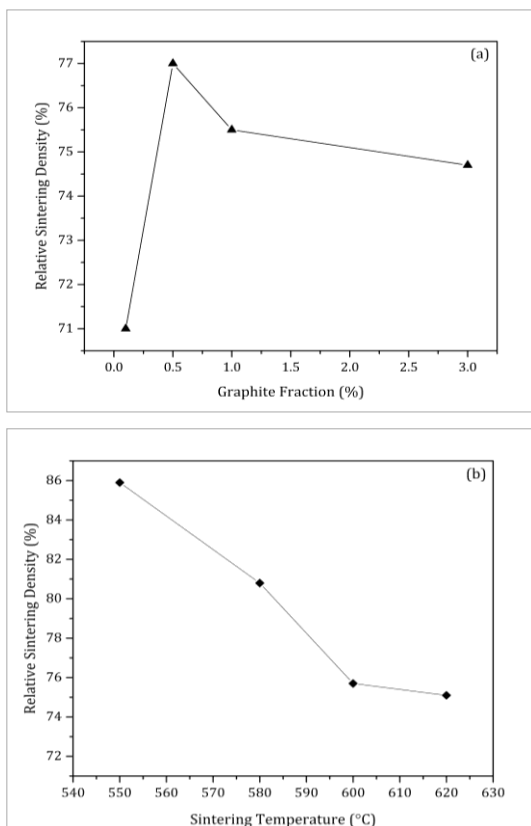 (a)
77
76
75
74
73
72
71
Relative Sintering Density (%)
0.0 0.5 1.0 1.5 2.0 2.5 3.0
Graphite Fraction (%)
(b)
86
84
82
80
78
76
74
72
Relative Sintering Density (%)
540 550 560 570 580 590 600 610 620 630
Sintering Temperature (°C)